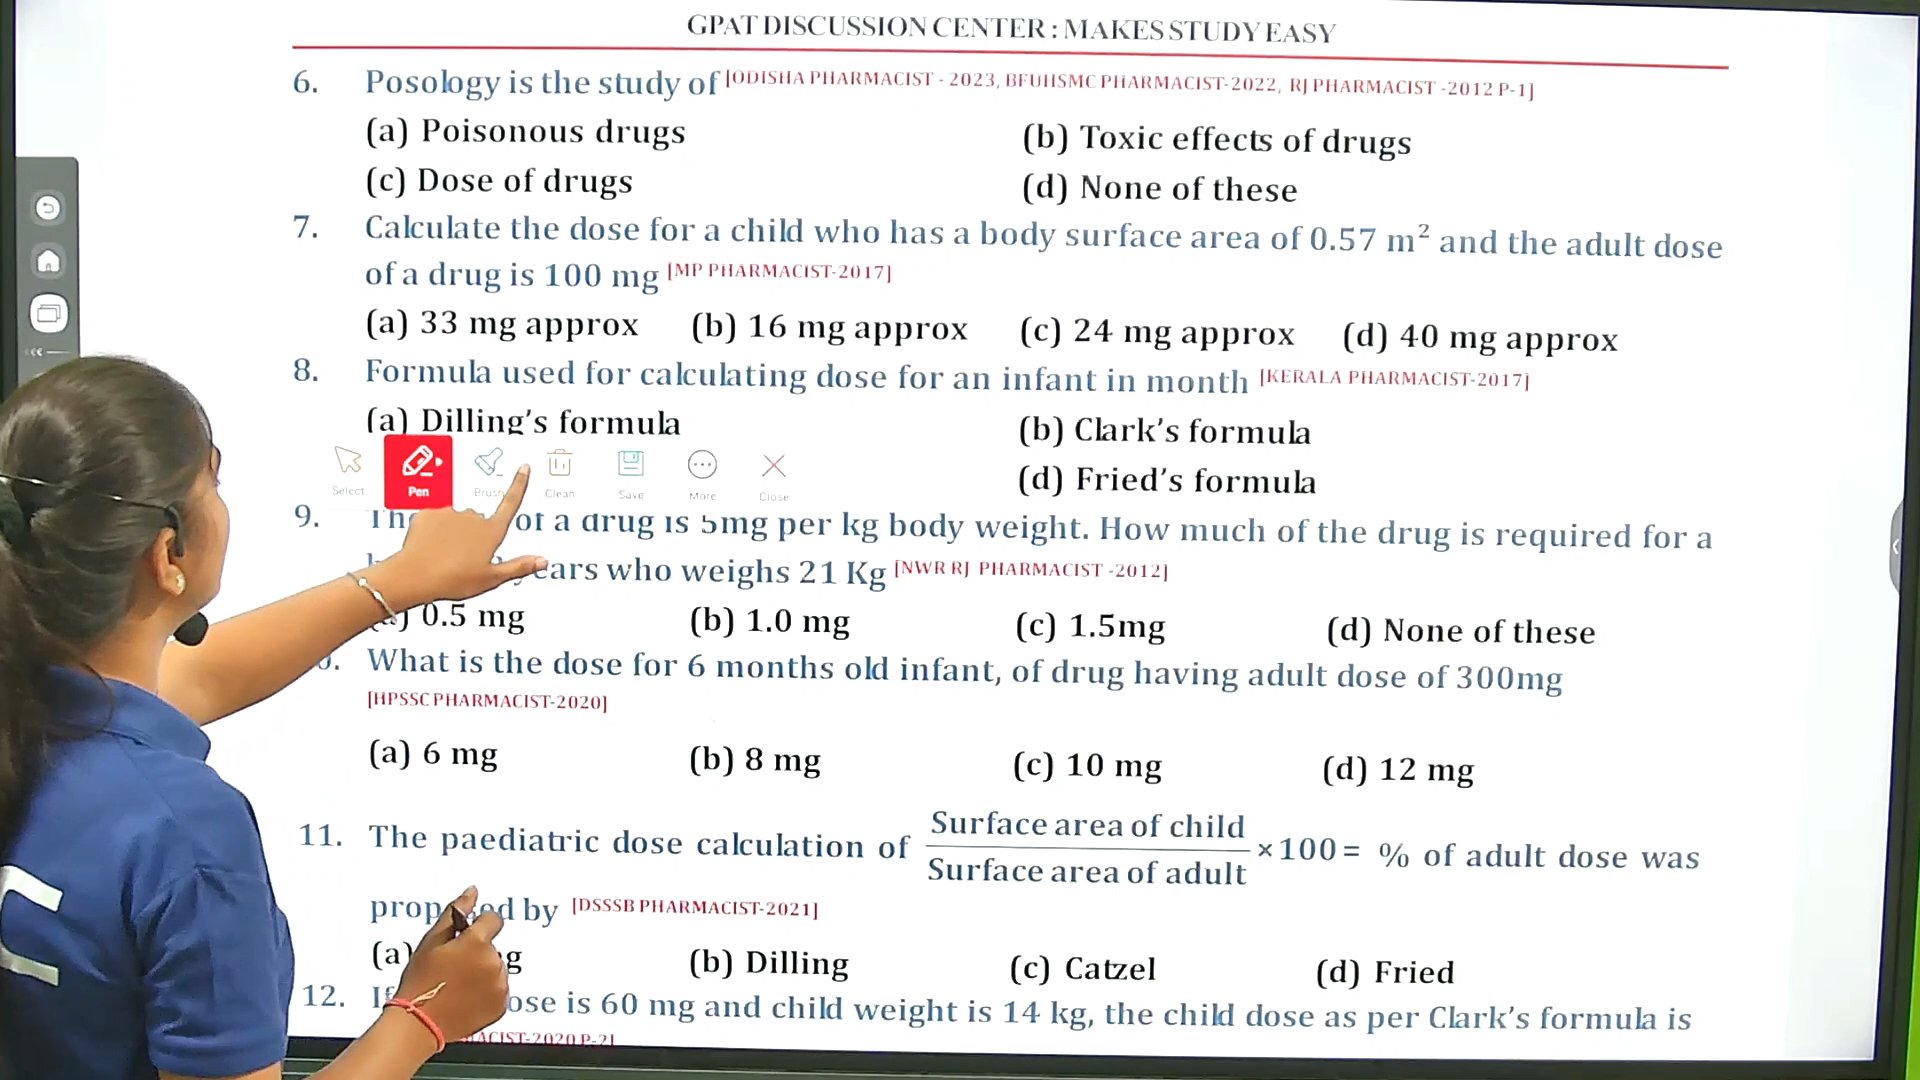 GPAT DISCUSSION CENTER : MAKES STUDY EASY
6. Posology is the study of [ODISHA PHARMACIST - 2023, BFUHSMC PHARMACIST-2022, RJ PHARMACIST -2012 P-1]
(a) Poisonous drugs (b) Toxic effects of drugs
(c) Dose of drugs (d) None of these
7. Calculate the dose for a child who has a body surface area of 0.57 m² and the adult dose
of a drug is 100 mg [MP PHARMACIST-2017]
(a) 33 mg approx (b) 16 mg approx (c) 24 mg approx (d) 40 mg approx
8. Formula used for calculating dose for an infant in month [KERALA PHARMACIST-2017]
(a) Dilling's formula (b) Clark's formula
Select Pen Brush Clean Save More Close
(d) Fried's formula
9. of a drug is 5mg per kg body weight. How much of the drug is required for a
who weighs 21 Kg [NWR RJ PHARMACIST -2012]
0.5 mg (b) 1.0 mg (c) 1.5mg (d) None of these
What is the dose for 6 months old infant, of drug having adult dose of 300mg
[HPSSC PHARMACIST-2020]
(a) 6 mg (b) 8 mg (c) 10 mg (d) 12 mg
11. The paediatric dose calculation of Surface area of child / Surface area of adult ×100 = % of adult dose was
by [DSSSB PHARMACIST-2021]
(a) (b) Dilling (c) Catzel (d) Fried
12. is 60 mg and child weight is 14 kg, the child dose as per Clark's formula is